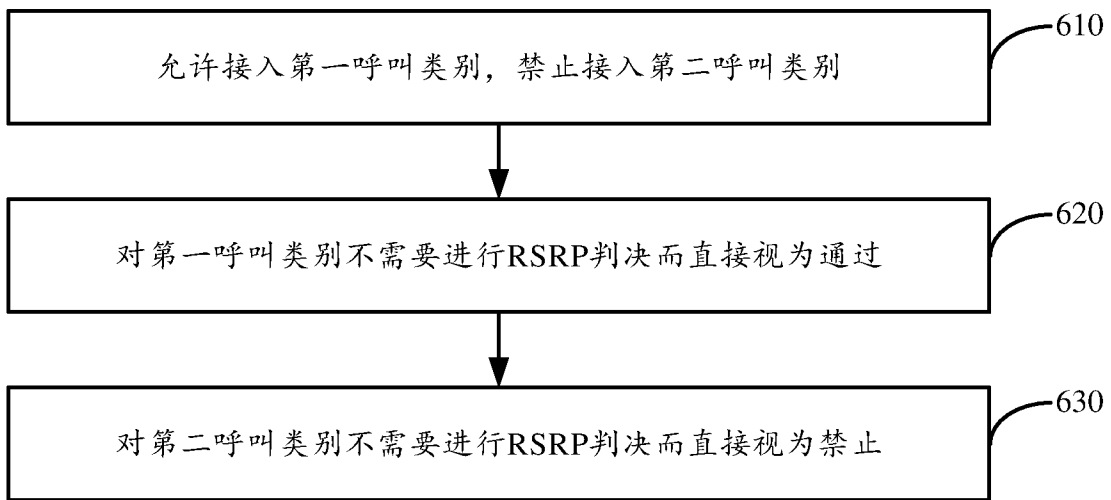 允许接入第一呼叫类别，禁止接入第二呼叫类别
610
对第一呼叫类别不需要进行RSRP判决而直接视为通过
620
对第二呼叫类别不需要进行RSRP判决而直接视为禁止
630